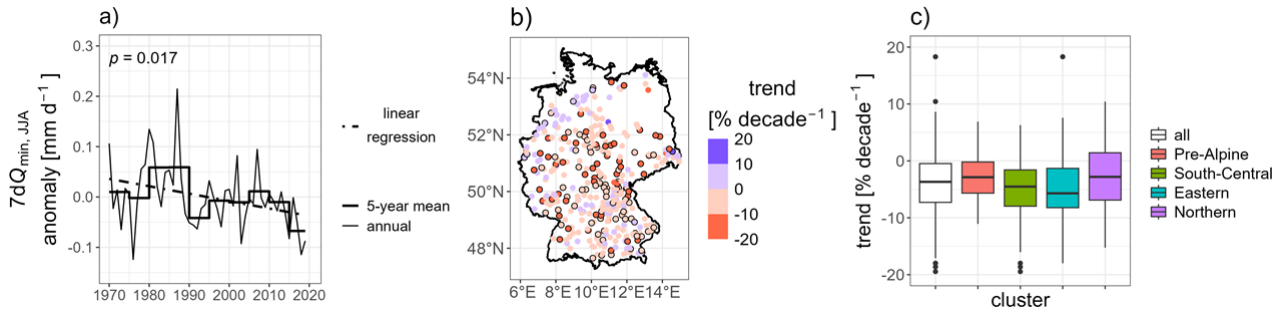 a)
7dQmin, JJA
anomaly [mm d−1]
0.3
0.2
0.1
0.0
-0.1
p = 0.017
1970 1980 1990 2000 2010 2020
linear
regression
5-year mean
annual
b)
54°N
52°N
50°N
48°N
6°E 8°E 10°E 12°E 14°E
trend
[% decade−1 ]
20
10
0
-10
-20
c)
trend [% decade−1 ]
20
10
0
-10
-20
cluster
all
Pre-Alpine
South-Central
Eastern
Northern